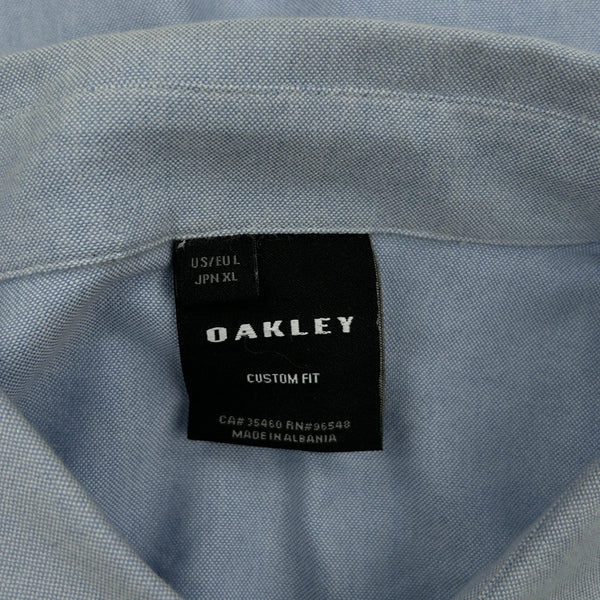 US/EU L
JPN XL
OAKLEY
CUSTOM FIT
CA# 35460 RN#96548
MADE IN ALBANIA